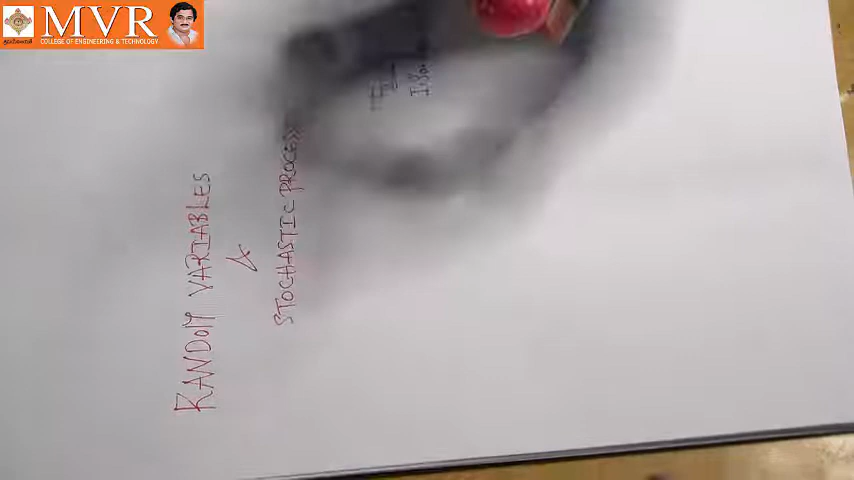 MVR
COLLEGE OF ENGINEERING & TECHNOLOGY
RANDOM VARIABLES
&
STOCHASTIC PROCESS